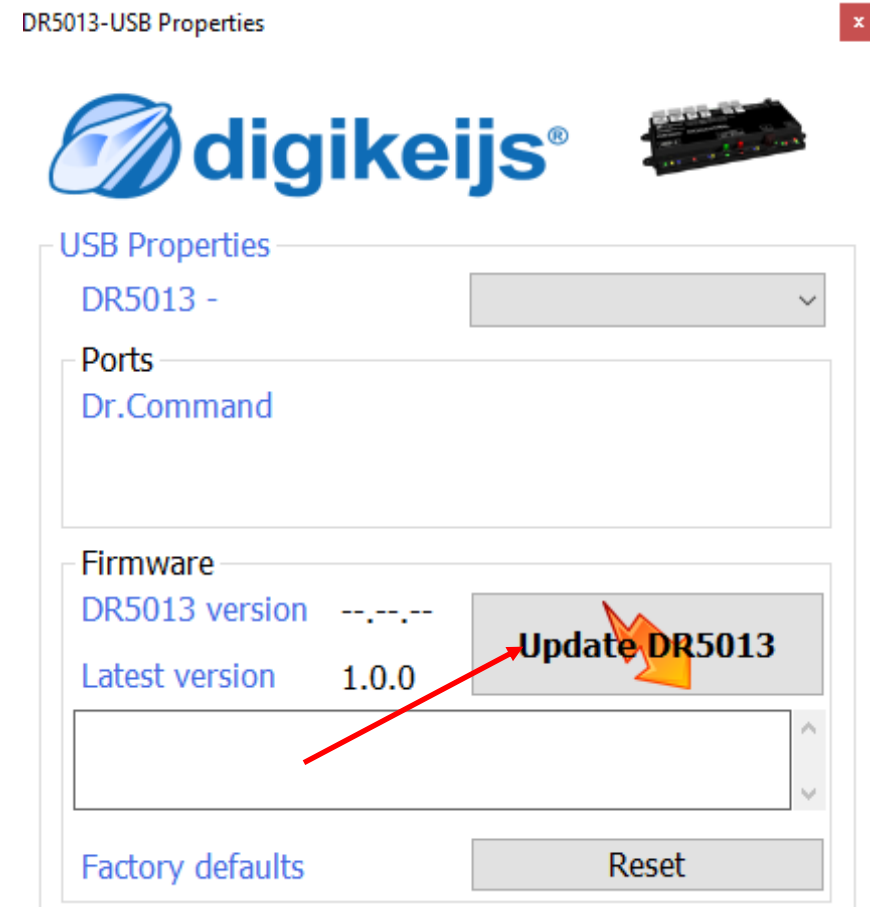 DR5013-USB Properties
x
digikeijs®
USB Properties
DR5013 -
Ports
Dr.Command
Firmware
DR5013 version --.--.--
Update DR5013
Latest version 1.0.0
Factory defaults Reset